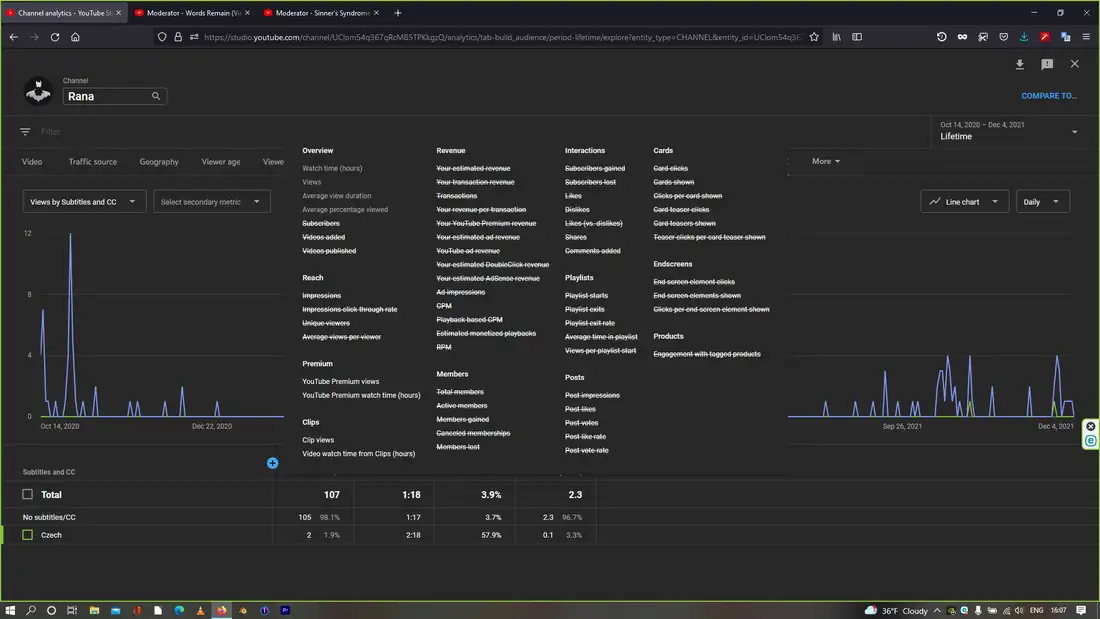 Channel analytics - YouTube St
Moderator - Words Remain (Vi
Moderator - Sinner's Syndrome
https://studio.youtube.com/channel/UClom54q367qRcM85TPKkgzQ/analytics/tab-build_audience/period-lifetime/explore?entity_type=CHANNEL&entity_id=UClom54q36
Channel
Rana
COMPARE TO...
Filter
Oct 14, 2020 – Dec 4, 2021
Lifetime
Video
Traffic source
Geography
Viewer age
Viewe
More
Views by Subtitles and CC
Select secondary metric
Line chart
Daily
Overview
Watch time (hours)
Views
Average view duration
Average percentage viewed
Subscribers
Videos added
Videos published
Reach
Impressions
Impressions click-through rate
Unique viewers
Average views per viewer
Premium
YouTube Premium views
YouTube Premium watch time (hours)
Clips
Clip views
Video watch time from Clips (hours)
Revenue
Your estimated revenue
Your transaction revenue
Transactions
Your revenue per transaction
Your YouTube Premium revenue
Your estimated ad revenue
YouTube ad revenue
Your estimated DoubleClick revenue
Your estimated AdSense revenue
Ad impressions
CPM
Playback-based CPM
Estimated monetized playbacks
RPM
Members
Total members
Active members
Members gained
Canceled memberships
Members lost
Interactions
Subscribers gained
Subscribers lost
Likes
Dislikes
Likes (vs. dislikes)
Shares
Comments added
Playlists
Playlist starts
Playlist exits
Playlist exit rate
Average time in playlist
Views per playlist start
Posts
Post impressions
Post likes
Post votes
Post like rate
Post vote rate
Cards
Card clicks
Cards shown
Clicks per card shown
Card teaser clicks
Card teasers shown
Teaser clicks per card teaser shown
Endscreens
End screen element clicks
End screen elements shown
Clicks per end screen element shown
Products
Engagement with tagged products
12
8
4
0
Oct 14, 2020
Dec 22, 2020
Sep 26, 2021
Dec 4, 2021
Subtitles and CC
Total 107 1:18 3.9% 2.3
No subtitles/CC 105 98.1% 1:17 3.7% 2.3 96.7%
Czech 2 1.9% 2:18 57.9% 0.1 3.3%
36°F Cloudy
ENG
16:07